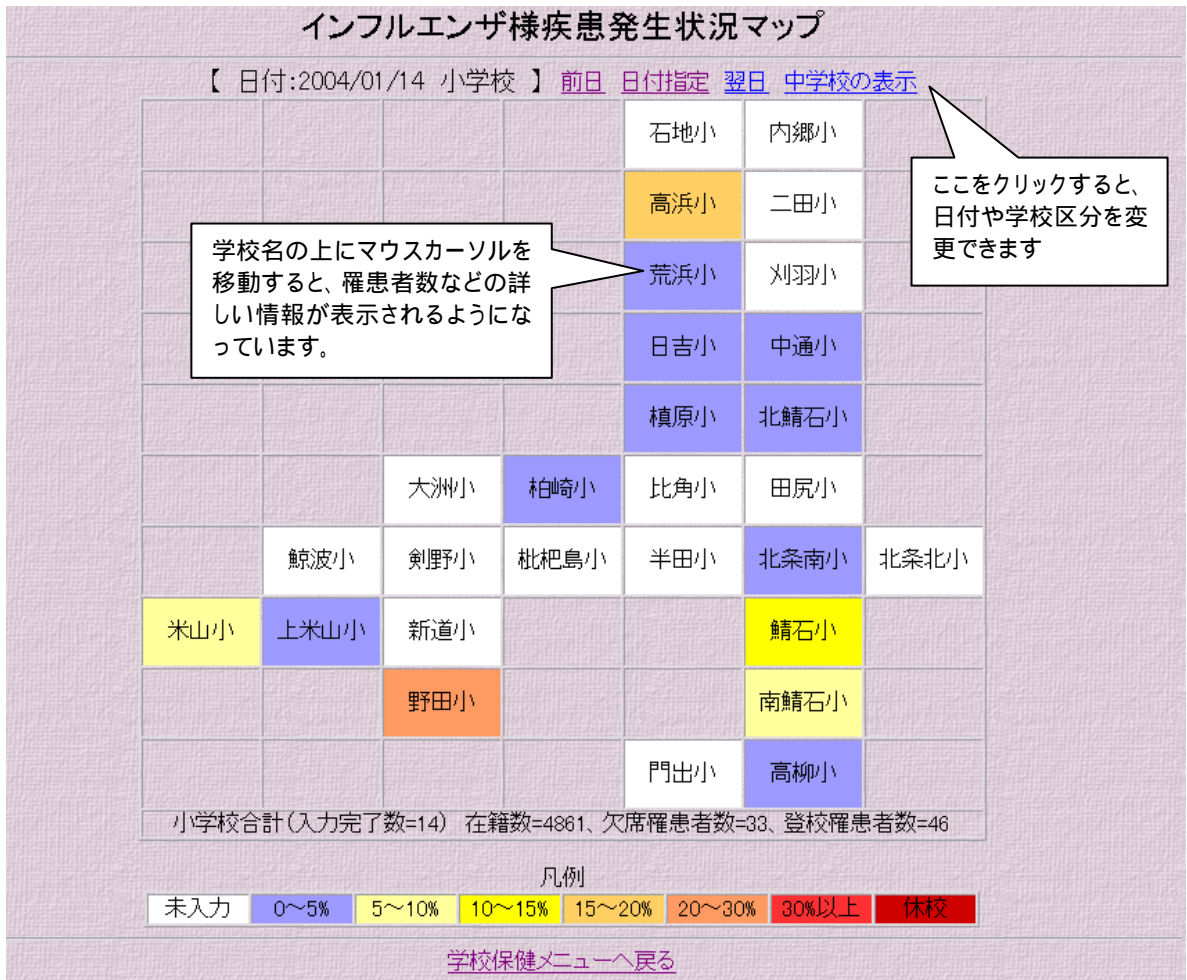 インフルエンザ様疾患発生状況マップ
【 日付:2004/01/14 小学校 】 前日 日付指定 翌日 中学校の表示
石地小 内郷小
ここをクリックすると、
日付や学校区分を変
更できます
高浜小 二田小
学校名の上にマウスカーソルを
移動すると、罹患者数などの詳
しい情報が表示されるようにな
っています。
荒浜小 刈羽小
日吉小 中通小
槙原小 北鯖石小
大洲小 柏崎小 比角小 田尻小
鯨波小 剣野小 枇杷島小 半田小 北条南小 北条北小
米山小 上米山小 新道小 鯖石小
野田小 南鯖石小
門出小 高柳小
小学校合計(入力完了数=14) 在籍数=4861、欠席罹患者数=33、登校罹患者数=46
凡例
未入力 0～5% 5～10% 10～15% 15～20% 20～30% 30%以上 休校
学校保健メニューへ戻る